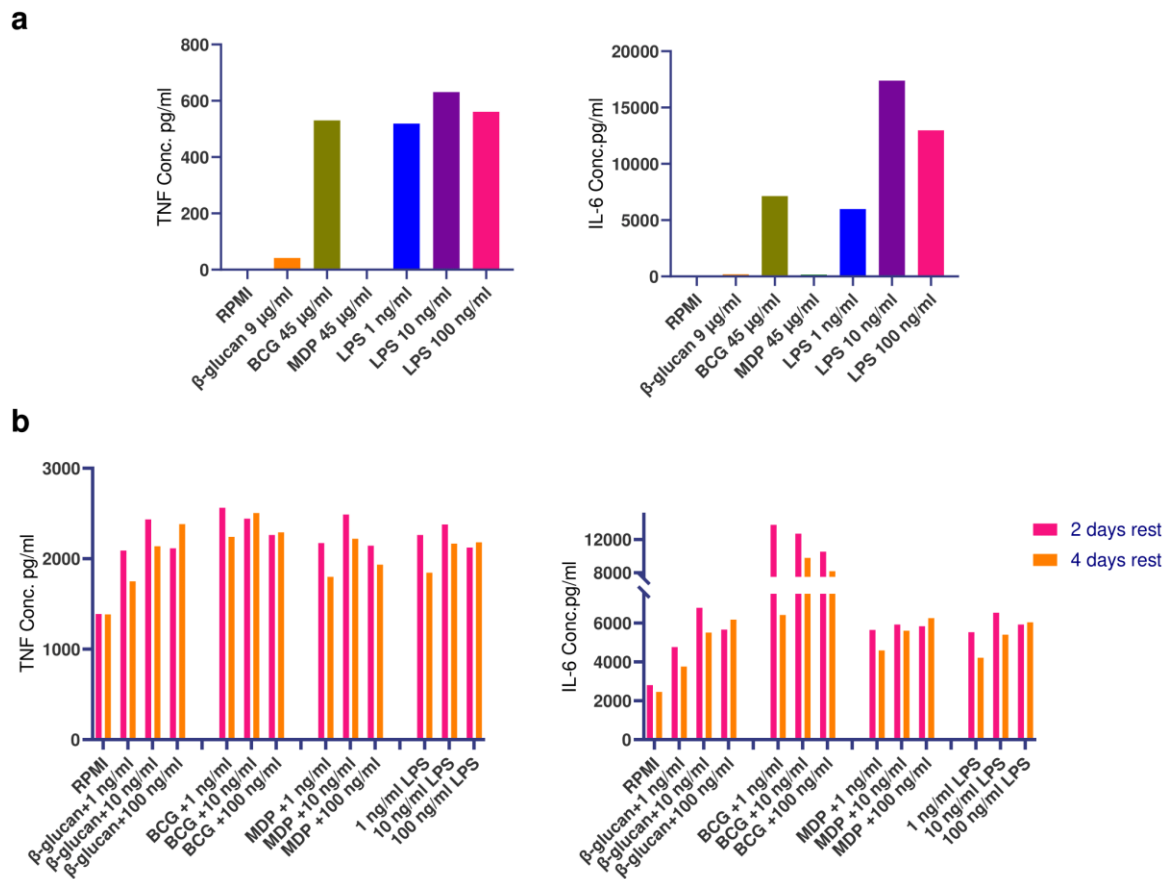 a
TNF Conc. pg/ml
800
600
400
200
0
RPMI
β-glucan 9 µg/ml
BCG 45 µg/ml
MDP 45 µg/ml
LPS 1 ng/ml
LPS 10 ng/ml
LPS 100 ng/ml
IL-6 Conc.pg/ml
20000
15000
10000
5000
0
RPMI
β-glucan 9 µg/ml
BCG 45 µg/ml
MDP 45 µg/ml
LPS 1 ng/ml
LPS 10 ng/ml
LPS 100 ng/ml
b
TNF Conc. pg/ml
3000
2000
1000
0
RPMI
β-glucan+1 ng/ml
β-glucan+10 ng/ml
β-glucan+100 ng/ml
BCG +1 ng/ml
BCG +10 ng/ml
BCG +100 ng/ml
MDP +1 ng/ml
MDP +10 ng/ml
MDP +100 ng/ml
1 ng/ml LPS
10 ng/ml LPS
100 ng/ml LPS
IL-6 Conc.pg/ml
12000
8000
6000
4000
2000
0
RPMI
β-glucan+1 ng/ml
β-glucan+10 ng/ml
β-glucan+100 ng/ml
BCG +1 ng/ml
BCG +10 ng/ml
BCG +100 ng/ml
MDP +1 ng/ml
MDP +10 ng/ml
MDP +100 ng/ml
1 ng/ml LPS
10 ng/ml LPS
100 ng/ml LPS
2 days rest
4 days rest